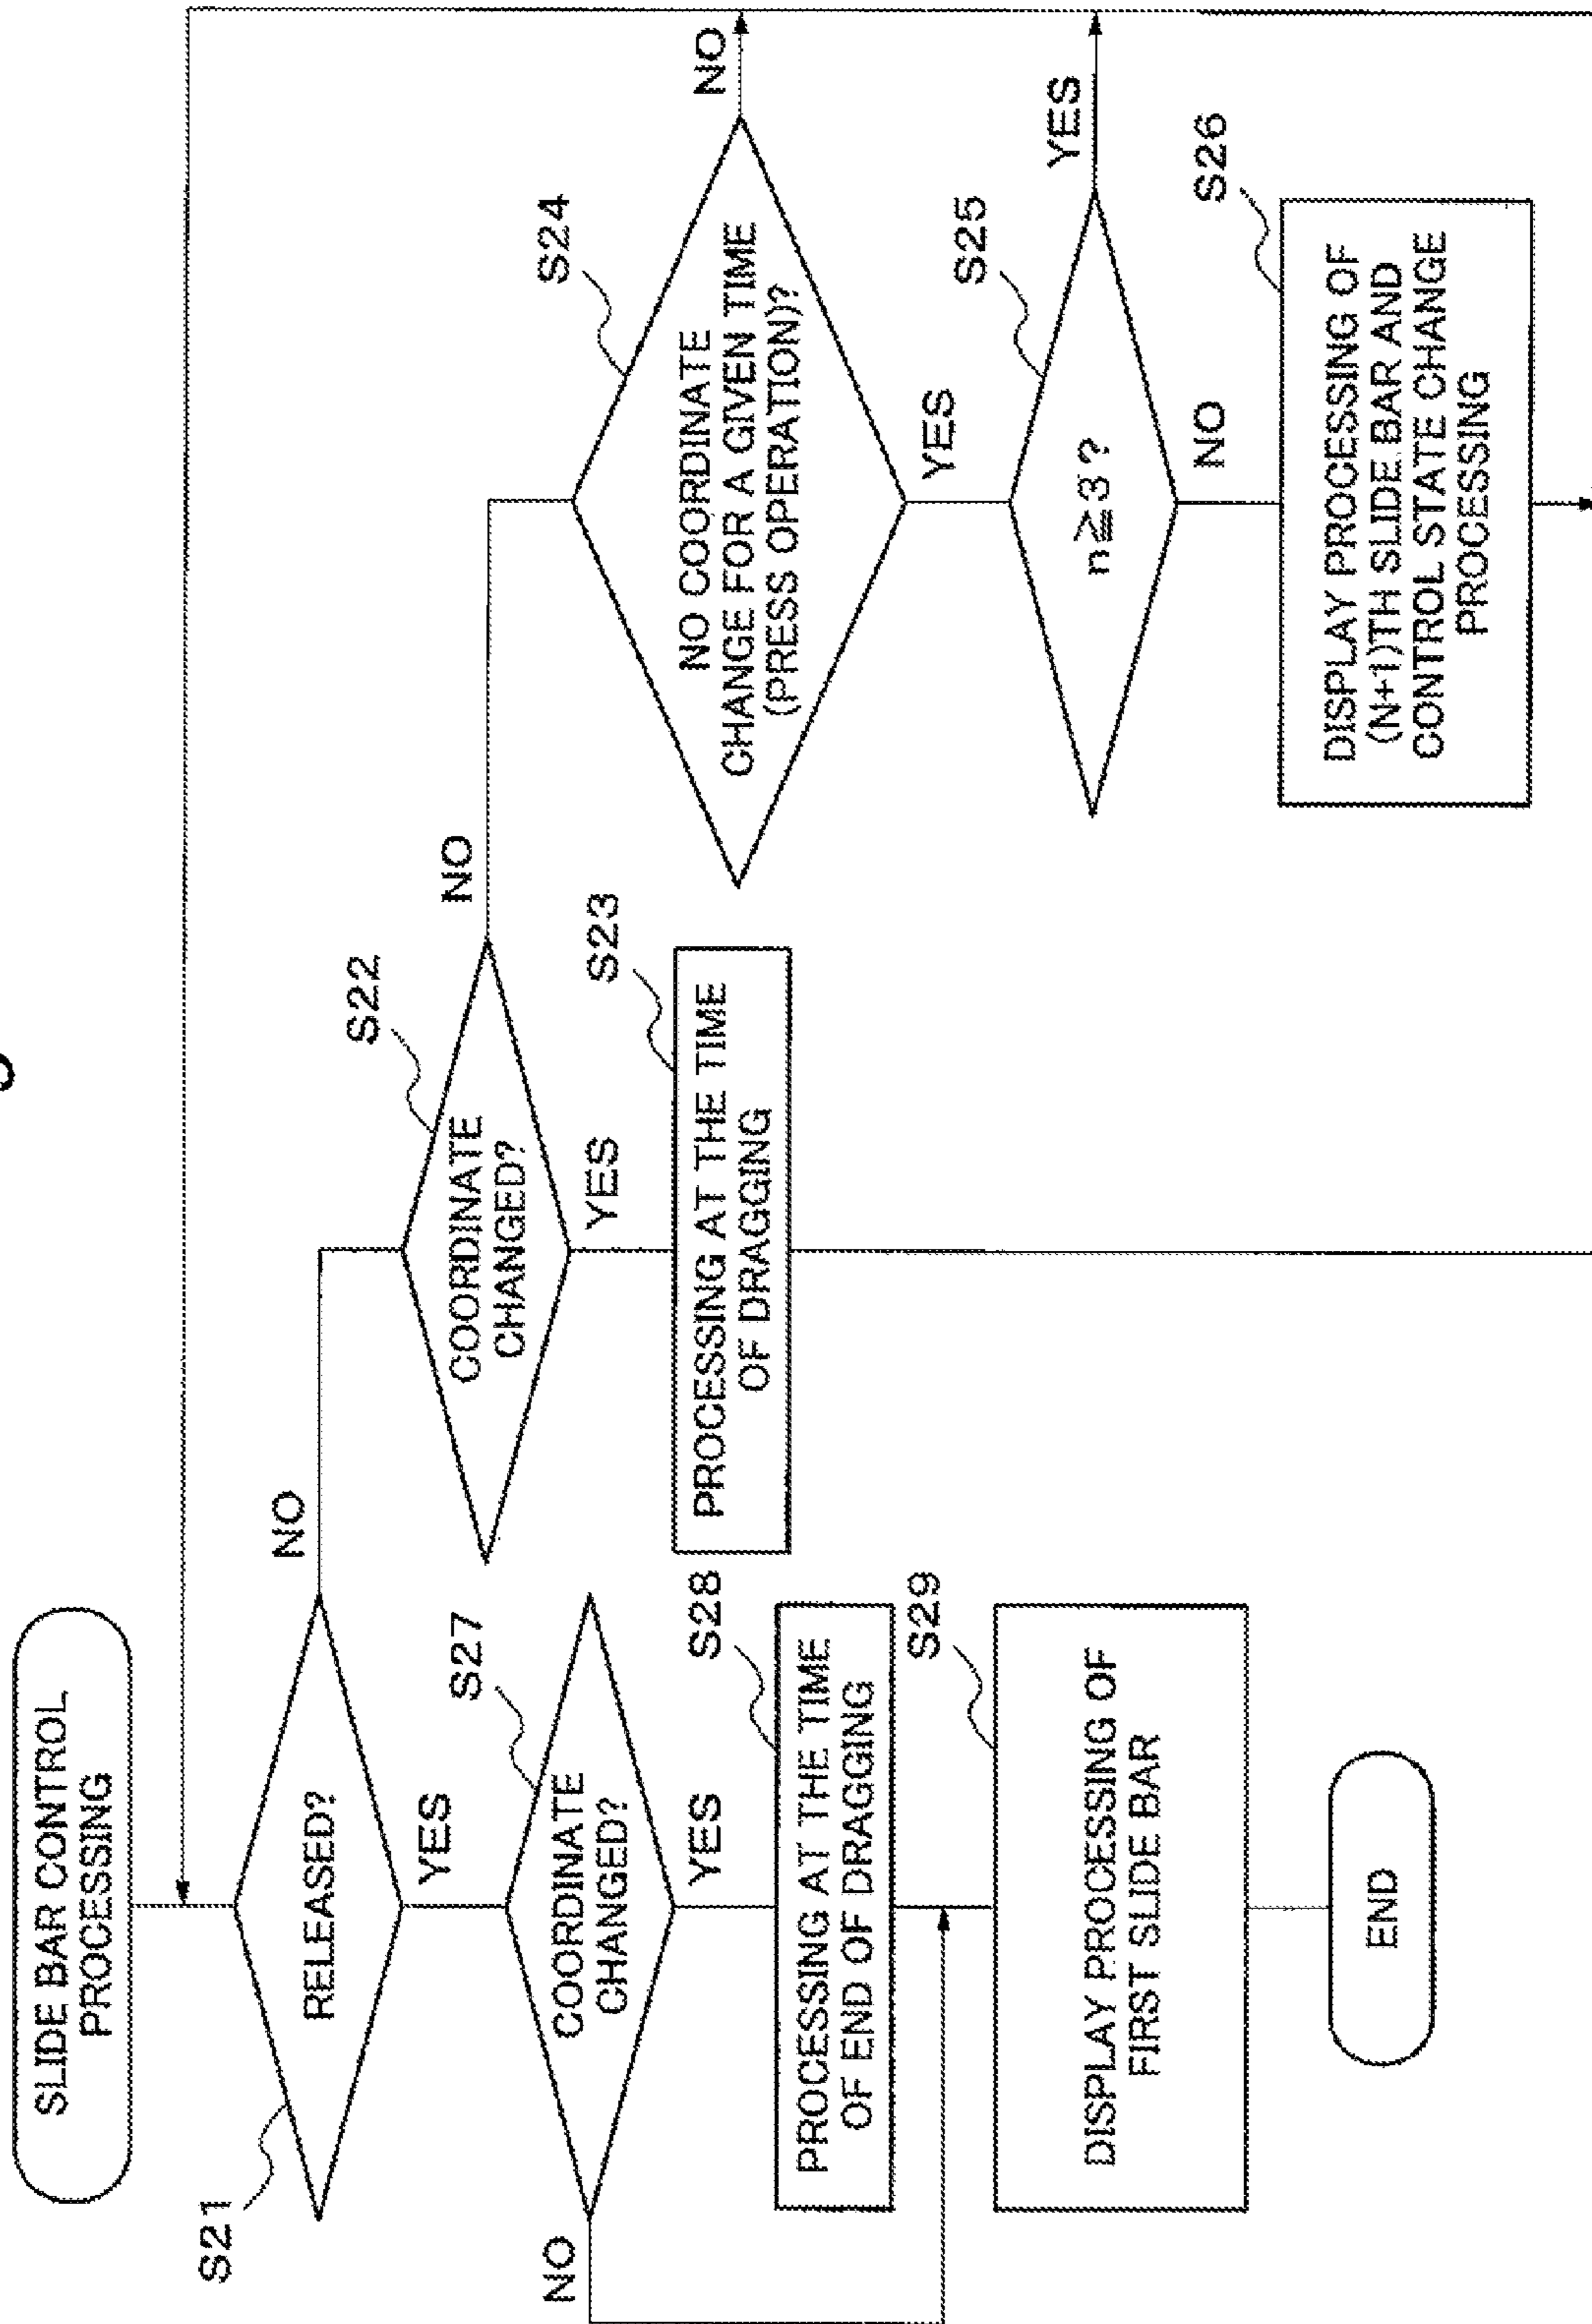 SLIDE BAR CONTROL
PROCESSING
S21
RELEASED?
NO
YES
S22
COORDINATE
CHANGED?
NO
YES
S23
PROCESSING AT THE TIME
OF DRAGGING
S24
NO COORDINATE
CHANGE FOR A GIVEN TIME
(PRESS OPERATION)?
NO
YES
S25
n≧3?
YES
NO
S26
DISPLAY PROCESSING OF
(N+1)TH SLIDE BAR AND
CONTROL STATE CHANGE
PROCESSING
S27
COORDINATE
CHANGED?
NO
YES
S28
PROCESSING AT THE TIME
OF END OF DRAGGING
S29
DISPLAY PROCESSING OF
FIRST SLIDE BAR
END